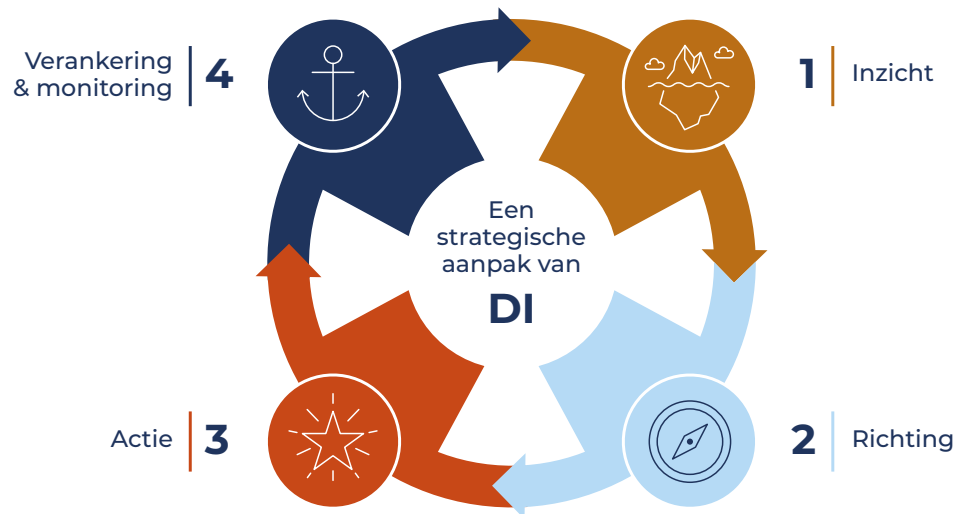 Verankering
& monitoring
4
1
Inzicht
Een
strategische
aanpak van
DI
Actie
3
2
Richting